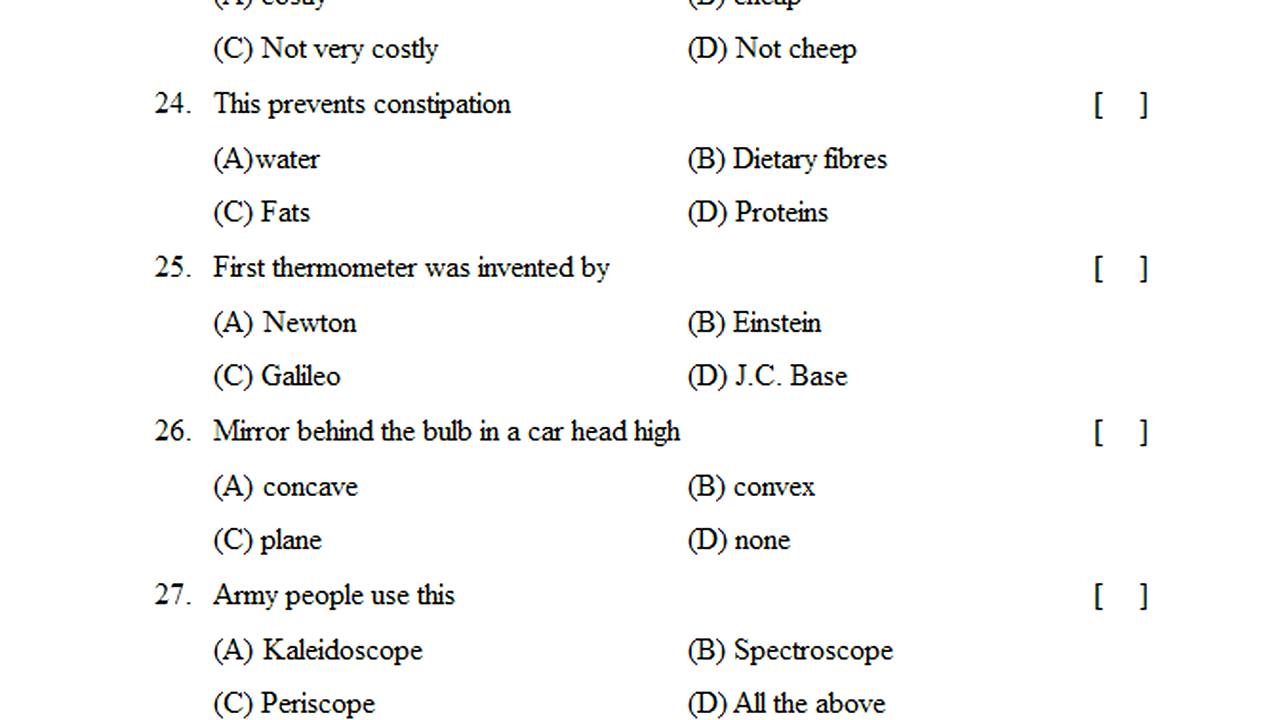 (A) costly (B) cheap
(C) Not very costly (D) Not cheep
24. This prevents constipation [ ]
(A)water (B) Dietary fibres
(C) Fats (D) Proteins
25. First thermometer was invented by [ ]
(A) Newton (B) Einstein
(C) Galileo (D) J.C. Base
26. Mirror behind the bulb in a car head high [ ]
(A) concave (B) convex
(C) plane (D) none
27. Army people use this [ ]
(A) Kaleidoscope (B) Spectroscope
(C) Periscope (D) All the above